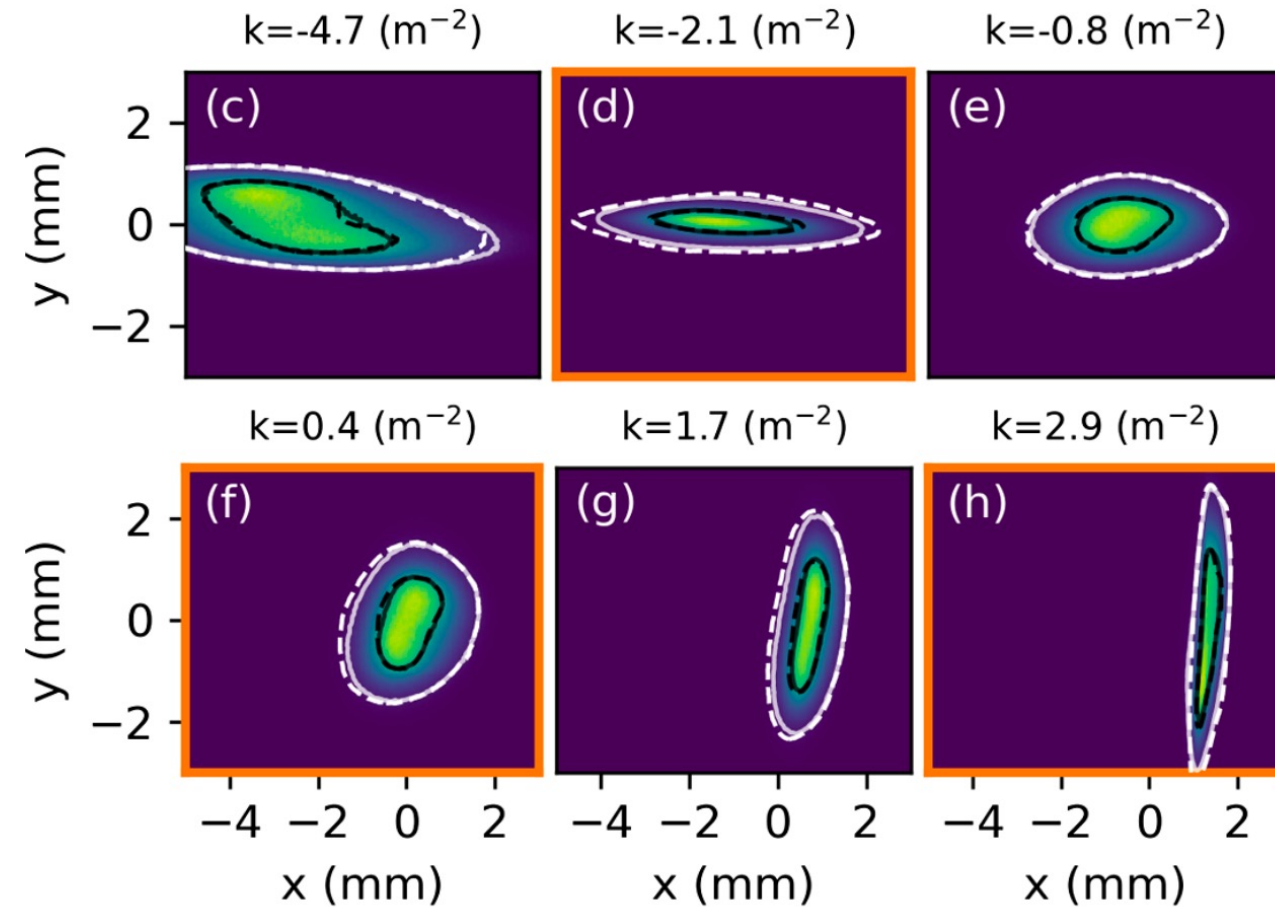 k=-4.7 (m⁻²) k=-2.1 (m⁻²) k=-0.8 (m⁻²)
(c) (d) (e)
2
0
−2
y (mm)
k=0.4 (m⁻²) k=1.7 (m⁻²) k=2.9 (m⁻²)
(f) (g) (h)
2
0
−2
y (mm)
−4 −2 0 2 −4 −2 0 2 −4 −2 0 2
x (mm) x (mm) x (mm)